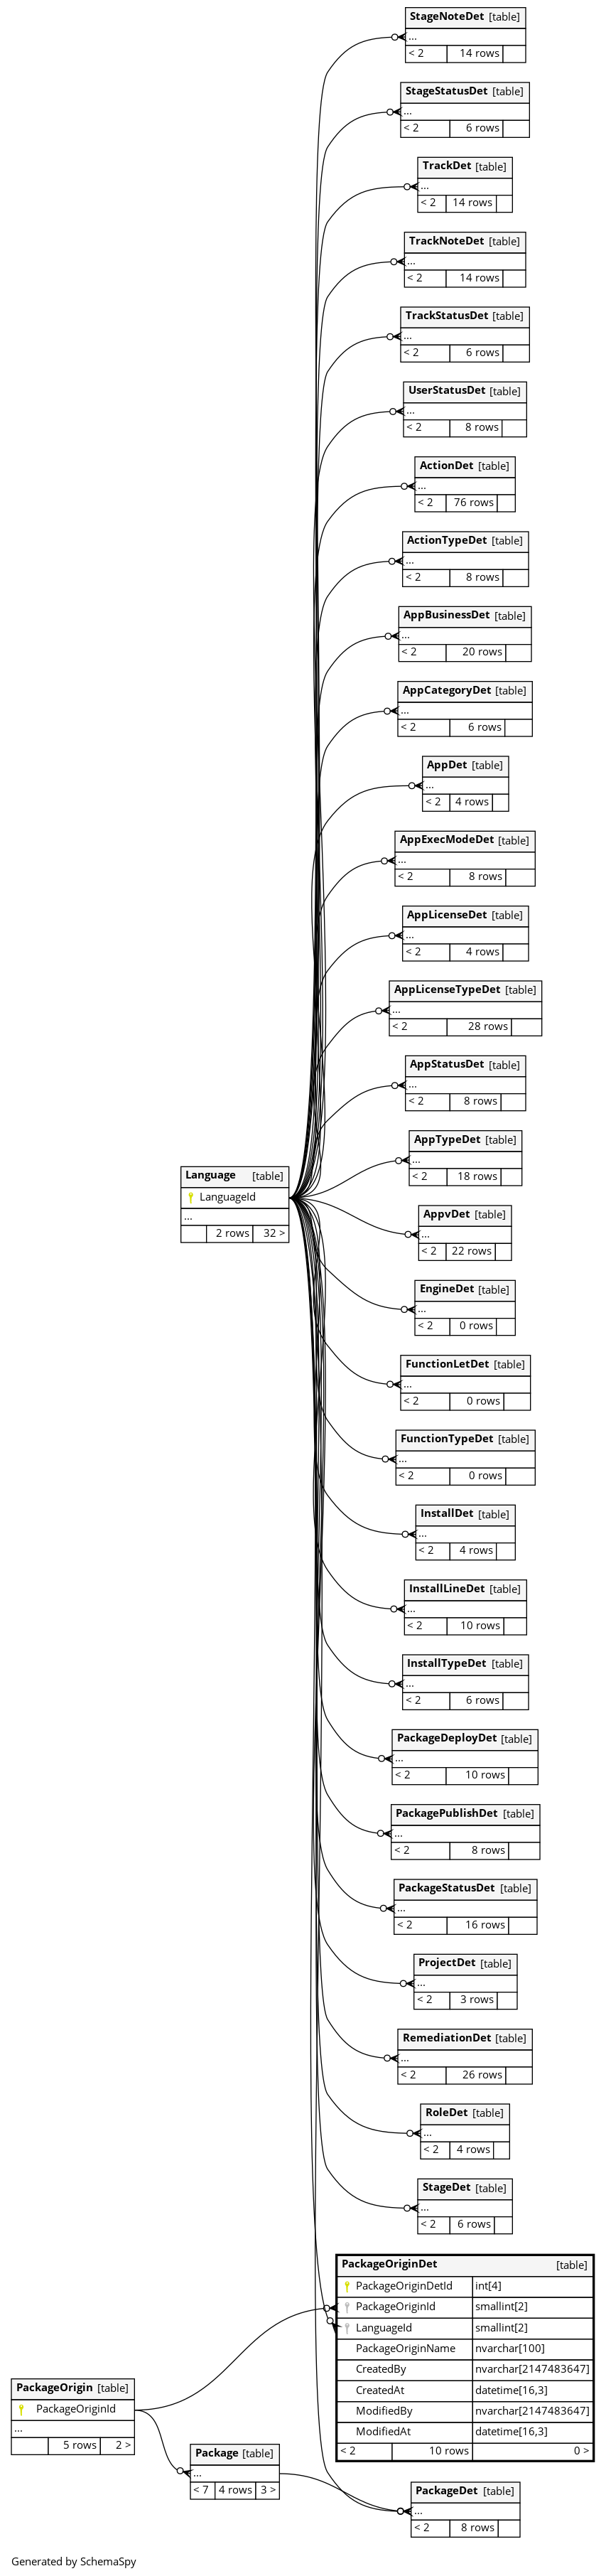 StageNoteDet [table]
...
< 2 14 rows
StageStatusDet [table]
...
< 2 6 rows
TrackDet [table]
...
< 2 14 rows
TrackNoteDet [table]
...
< 2 14 rows
TrackStatusDet [table]
...
< 2 6 rows
UserStatusDet [table]
...
< 2 8 rows
ActionDet [table]
...
< 2 76 rows
ActionTypeDet [table]
...
< 2 8 rows
AppBusinessDet [table]
...
< 2 20 rows
AppCategoryDet [table]
...
< 2 6 rows
AppDet [table]
...
< 2 4 rows
AppExecModeDet [table]
...
< 2 8 rows
AppLicenseDet [table]
...
< 2 4 rows
AppLicenseTypeDet [table]
...
< 2 28 rows
AppStatusDet [table]
...
< 2 8 rows
AppTypeDet [table]
...
< 2 18 rows
Language [table]
LanguageId
...
2 rows 32 >
AppvDet [table]
...
< 2 22 rows
EngineDet [table]
...
< 2 0 rows
FunctionLetDet [table]
...
< 2 0 rows
FunctionTypeDet [table]
...
< 2 0 rows
InstallDet [table]
...
< 2 4 rows
InstallLineDet [table]
...
< 2 10 rows
InstallTypeDet [table]
...
< 2 6 rows
PackageDeployDet [table]
...
< 2 10 rows
PackagePublishDet [table]
...
< 2 8 rows
PackageStatusDet [table]
...
< 2 16 rows
ProjectDet [table]
...
< 2 3 rows
RemediationDet [table]
...
< 2 26 rows
RoleDet [table]
...
< 2 4 rows
StageDet [table]
...
< 2 6 rows
PackageOriginDet [table]
PackageOriginDetId int[4]
PackageOriginId smallint[2]
LanguageId smallint[2]
PackageOriginName nvarchar[100]
CreatedBy nvarchar[2147483647]
CreatedAt datetime[16,3]
ModifiedBy nvarchar[2147483647]
ModifiedAt datetime[16,3]
< 2 10 rows 0 >
PackageOrigin [table]
PackageOriginId
...
5 rows 2 >
Package [table]
...
< 7 4 rows 3 >
PackageDet [table]
...
< 2 8 rows
Generated by SchemaSpy